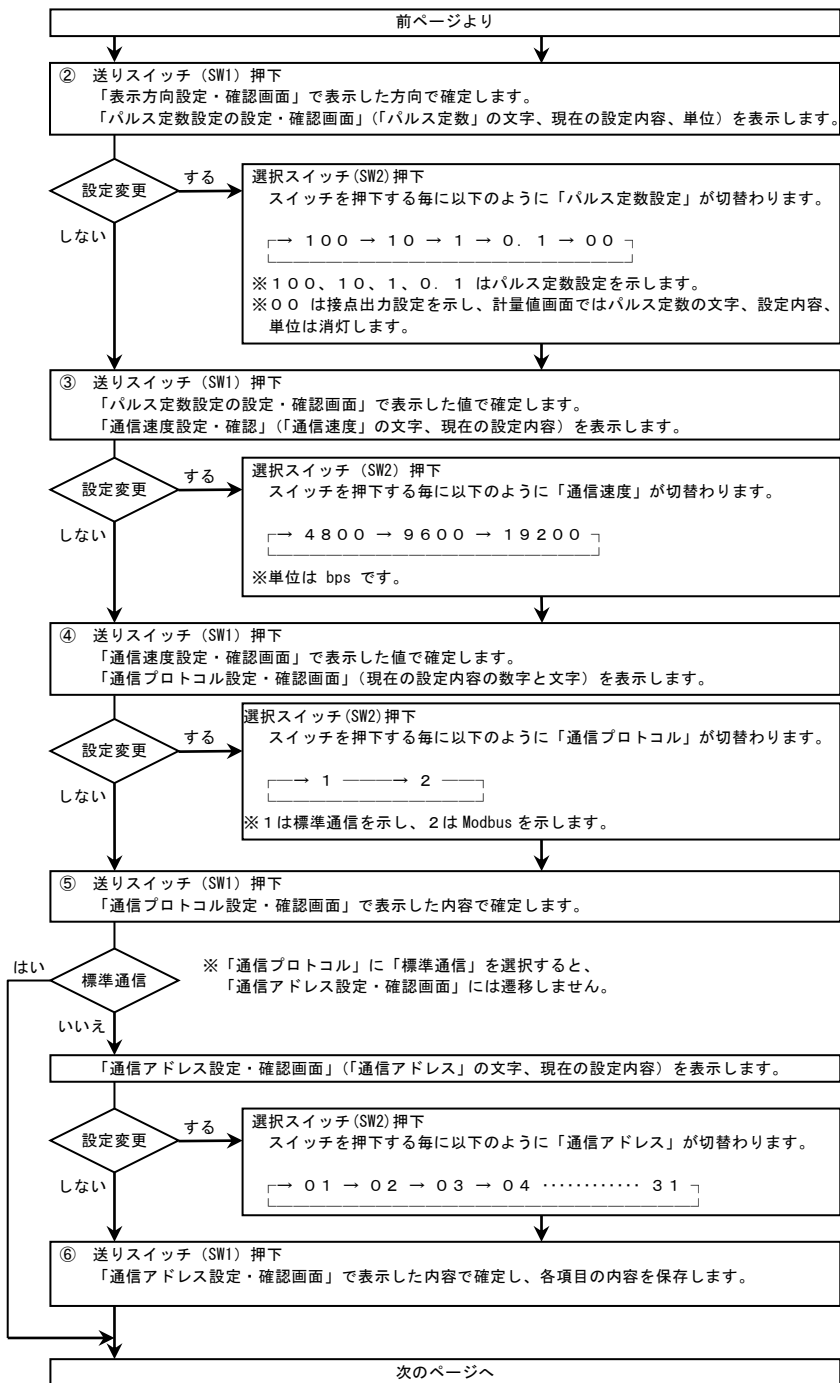 前ページより
② 送りスイッチ（SW1）押下
「表示方向設定・確認画面」で表示した方向で確定します。
「パルス定数設定の設定・確認画面」（「パルス定数」の文字、現在の設定内容、単位）を表示します。
設定変更
する
しない
選択スイッチ(SW2)押下
スイッチを押下する毎に以下のように「パルス定数設定」が切替わります。
→ １００ → １０ → １ → ０．１ → ００
※１００、１０、１、０．１ はパルス定数設定を示します。
※００ は接点出力設定を示し、計量値画面ではパルス定数の文字、設定内容、
単位は消灯します。
③ 送りスイッチ（SW1）押下
「パルス定数設定の設定・確認画面」で表示した値で確定します。
「通信速度設定・確認」（「通信速度」の文字、現在の設定内容）を表示します。
設定変更
する
しない
選択スイッチ（SW2）押下
スイッチを押下する毎に以下のように「通信速度」が切替わります。
→ ４８００ → ９６００ → １９２００
※単位は bps です。
④ 送りスイッチ（SW1）押下
「通信速度設定・確認画面」で表示した値で確定します。
「通信プロトコル設定・確認画面」（現在の設定内容の数字と文字）を表示します。
設定変更
する
しない
選択スイッチ(SW2)押下
スイッチを押下する毎に以下のように「通信プロトコル」が切替わります。
→ １ → ２
※１は標準通信を示し、２は Modbus を示します。
⑤ 送りスイッチ（SW1）押下
「通信プロトコル設定・確認画面」で表示した内容で確定します。
はい
標準通信
いいえ
※「通信プロトコル」に「標準通信」を選択すると、
「通信アドレス設定・確認画面」には遷移しません。
「通信アドレス設定・確認画面」（「通信アドレス」の文字、現在の設定内容）を表示します。
設定変更
する
しない
選択スイッチ(SW2)押下
スイッチを押下する毎に以下のように「通信アドレス」が切替わります。
→ ０１ → ０２ → ０３ → ０４ ………… ３１
⑥ 送りスイッチ（SW1）押下
「通信アドレス設定・確認画面」で表示した内容で確定し、各項目の内容を保存します。
次のページへ